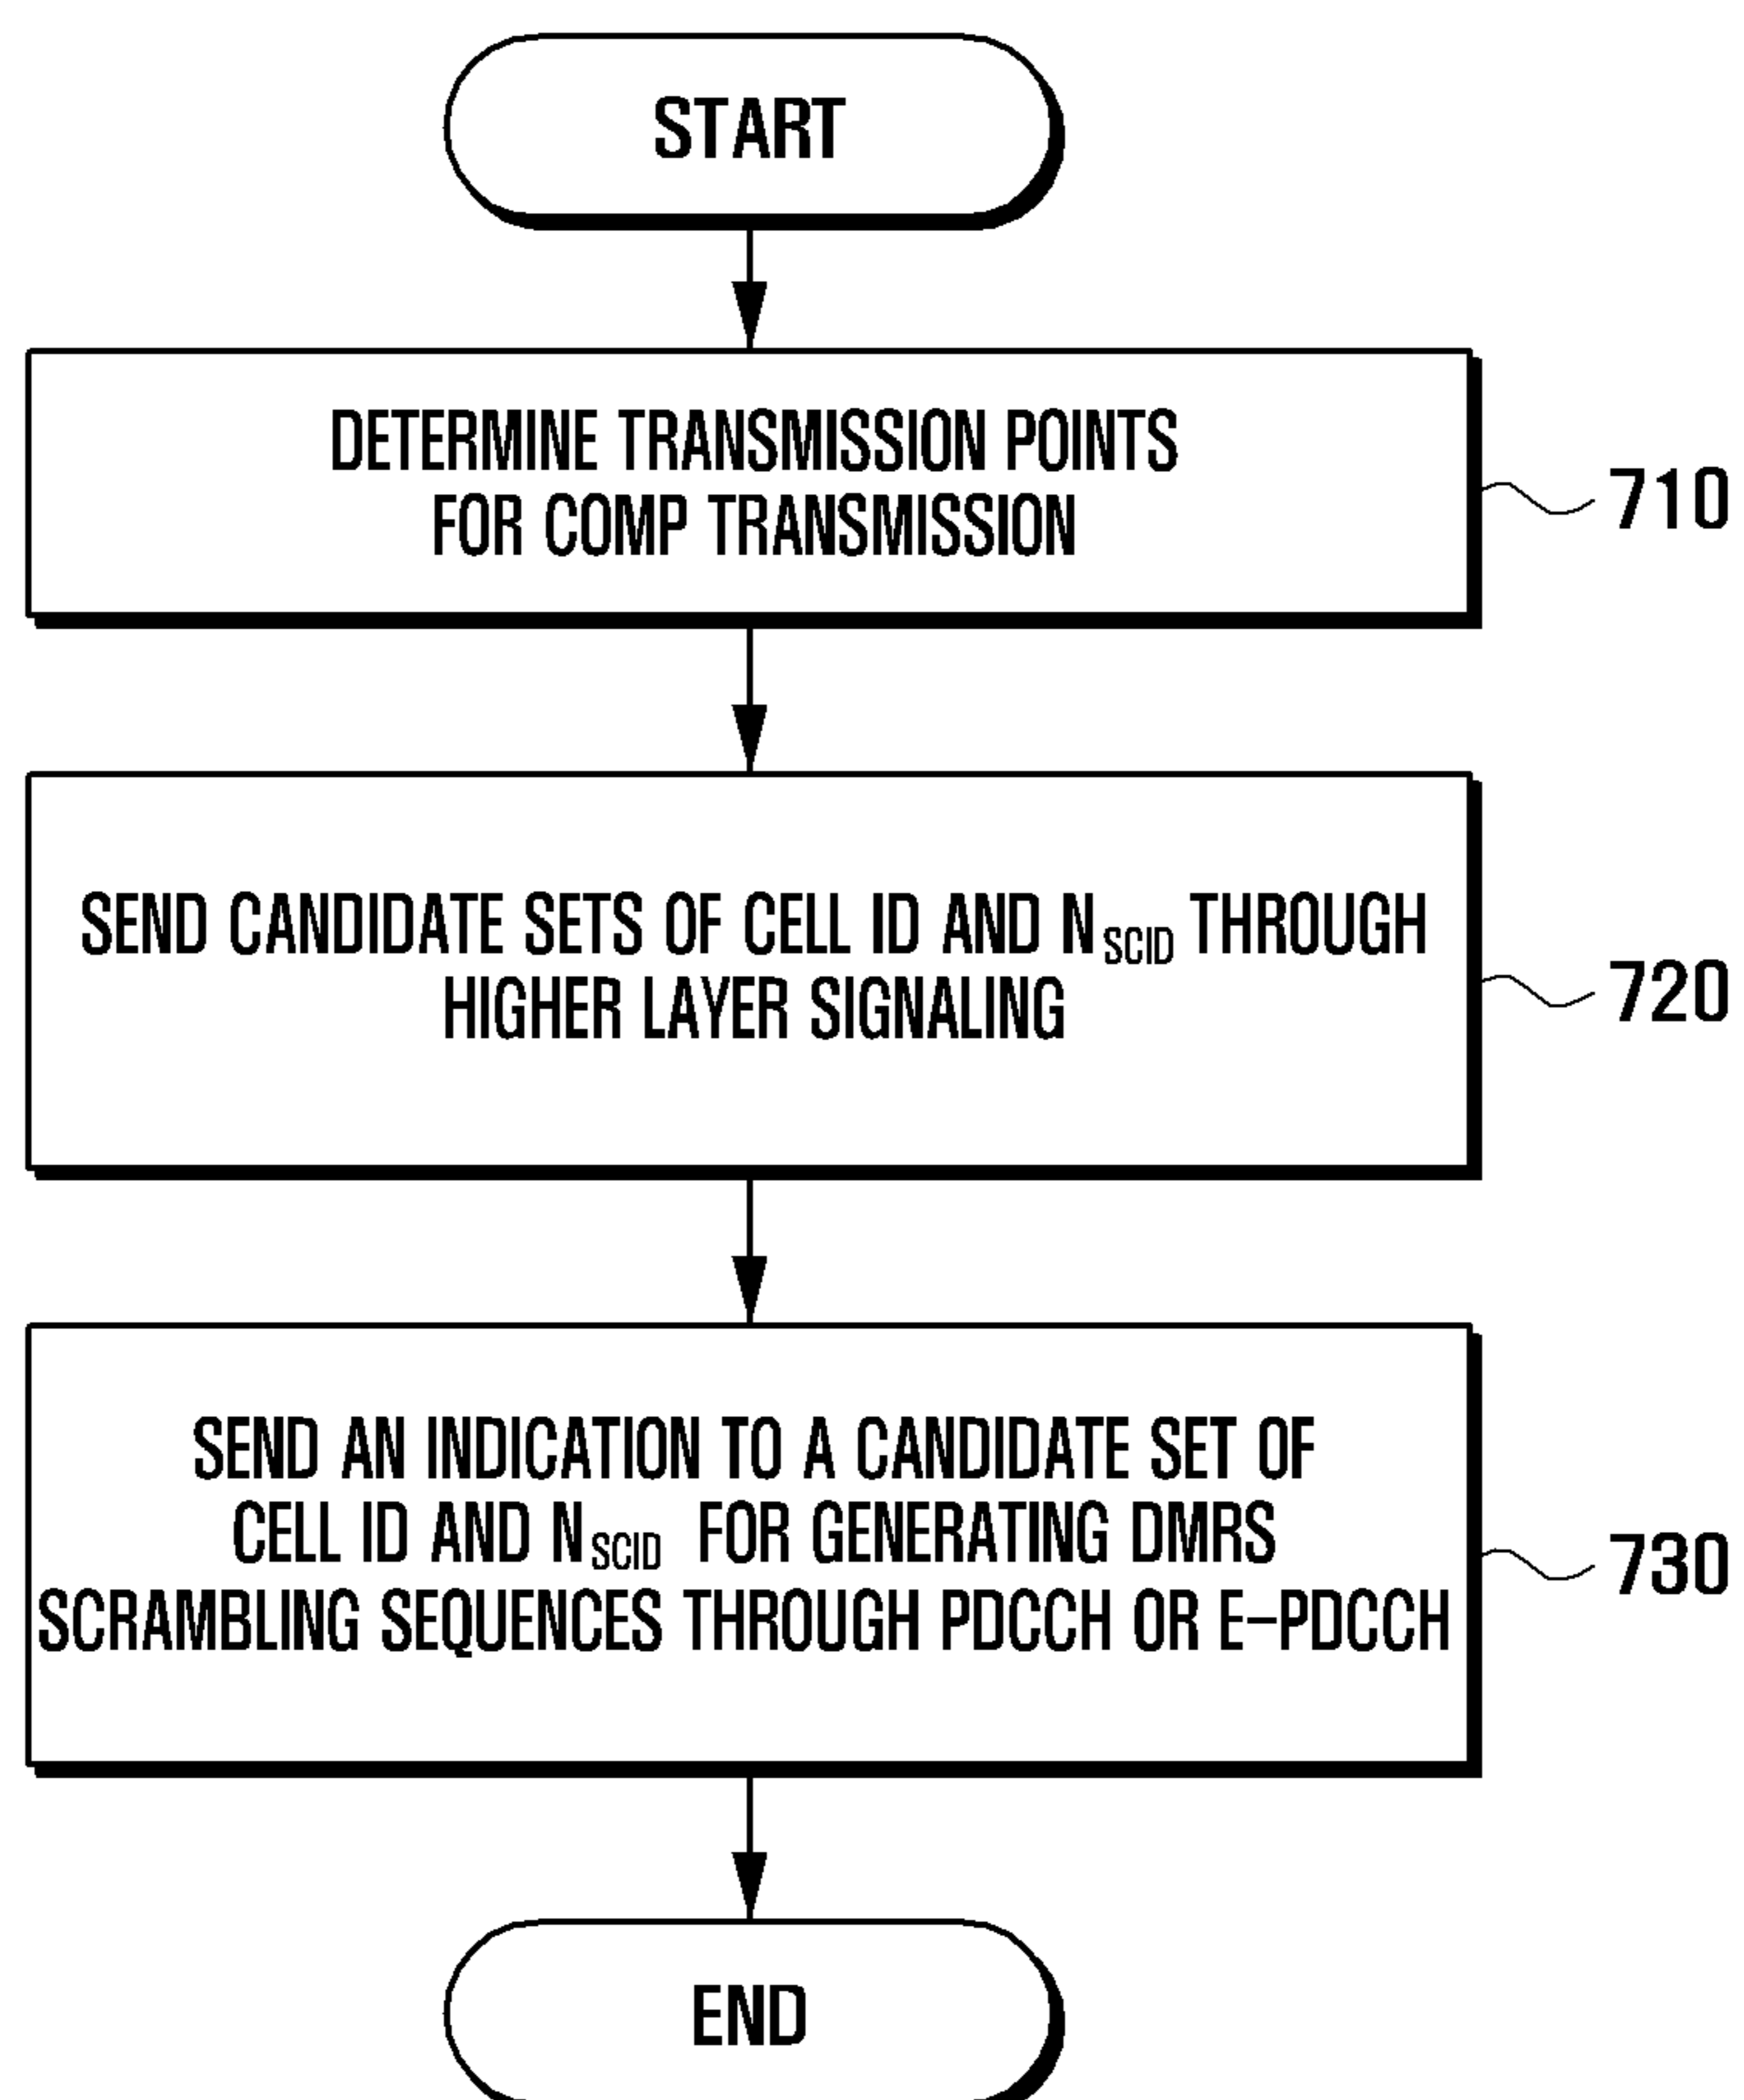 START
DETERMINE TRANSMISSION POINTS
FOR COMP TRANSMISSION
710
SEND CANDIDATE SETS OF CELL ID AND N_SCID THROUGH
HIGHER LAYER SIGNALING
720
SEND AN INDICATION TO A CANDIDATE SET OF
CELL ID AND N_SCID FOR GENERATING DMRS
SCRAMBLING SEQUENCES THROUGH PDCCH OR E-PDCCH
730
END